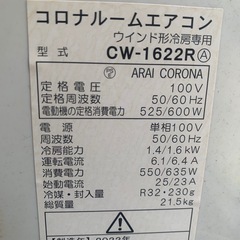 コロナルームエアコン
ウインド形冷房専用
型式 CW-1622R Ⓐ
ARAI CORONA
定格電圧 100V
定格周波数 50/60Hz
電動機の定格消費電力 525/600W
電源 単相100V
周波数 50/60Hz
冷房能力 1.4/1.6kW
運転電流 6.1/6.4A
消費電力 550/635W
始動電流 25/23A
冷媒・封入量 R32・230g
総質量 21.5kg